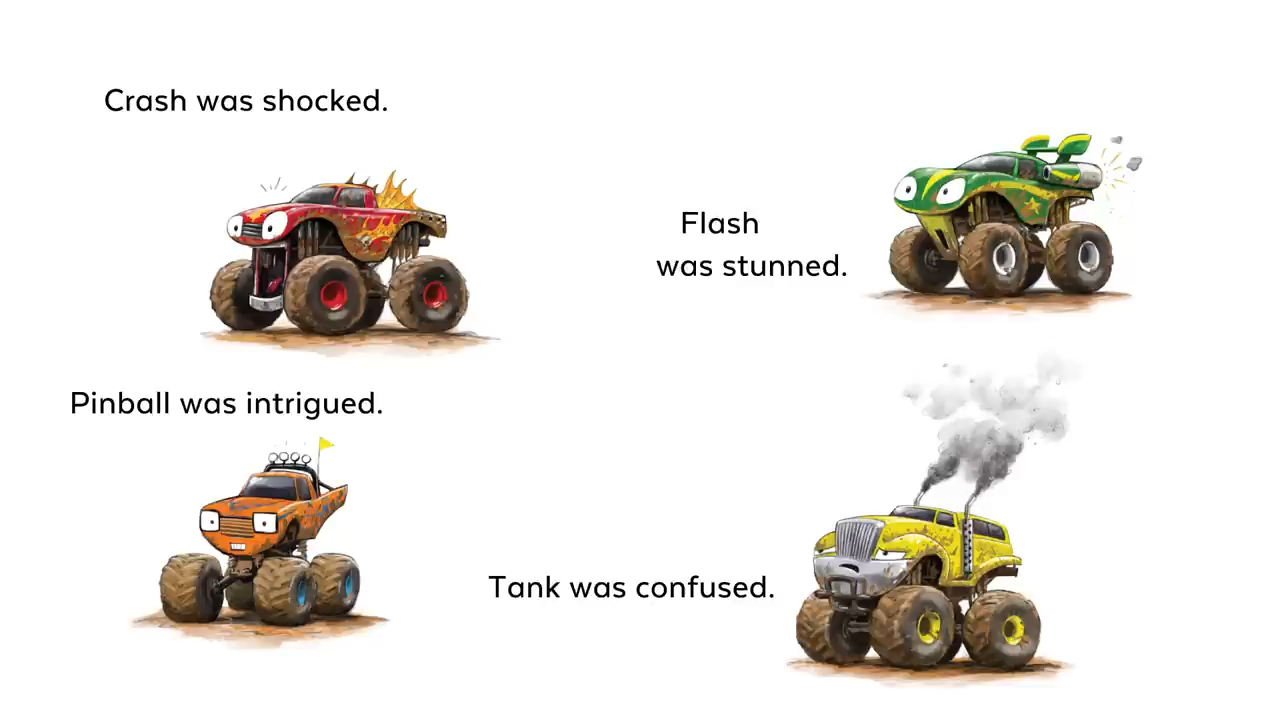 Crash was shocked.
Flash
was stunned.
Pinball was intrigued.
Tank was confused.